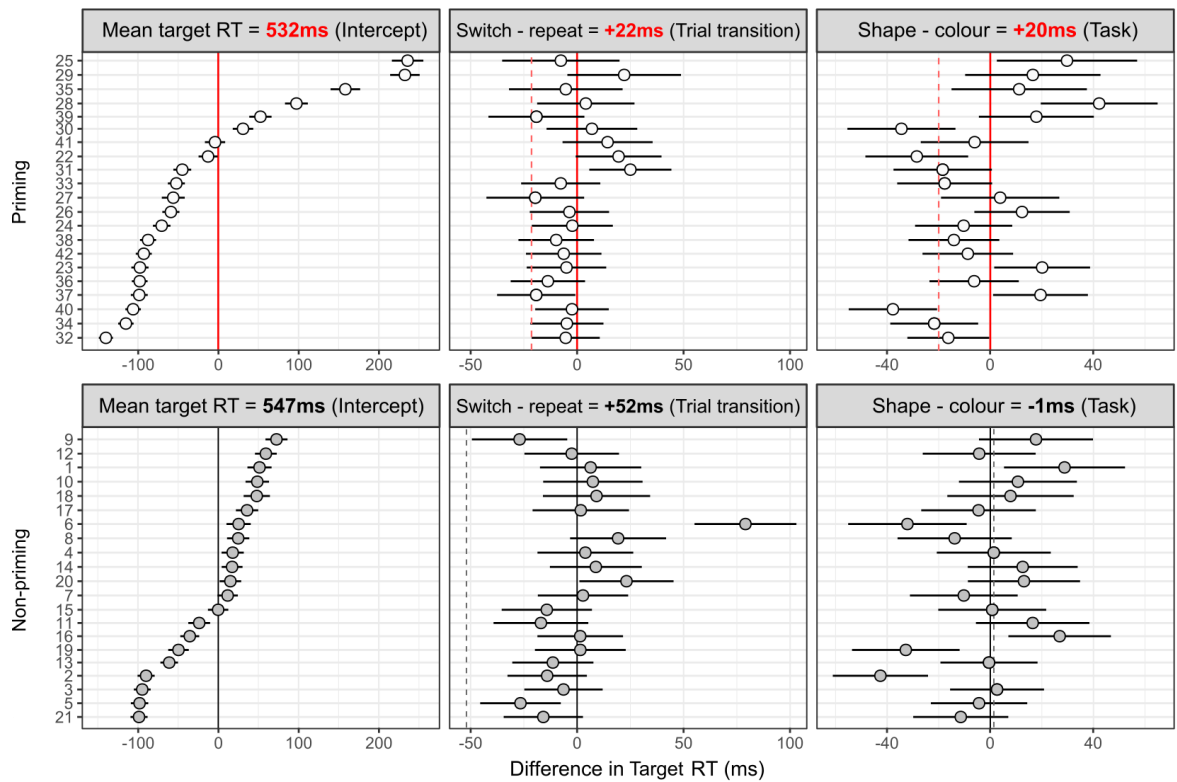 Mean target RT = 532ms (Intercept)
Switch - repeat = +22ms (Trial transition)
Shape - colour = +20ms (Task)
Priming
25
29
35
28
39
30
41
22
31
33
27
26
24
38
42
23
36
37
40
34
32
-100 0 100 200
-50 0 50 100
-40 0 40
Mean target RT = 547ms (Intercept)
Switch - repeat = +52ms (Trial transition)
Shape - colour = -1ms (Task)
Non-priming
9
12
1
10
18
17
6
8
4
14
20
7
15
11
16
19
13
2
3
5
21
-100 0 100 200
-50 0 50 100
-40 0 40
Difference in Target RT (ms)